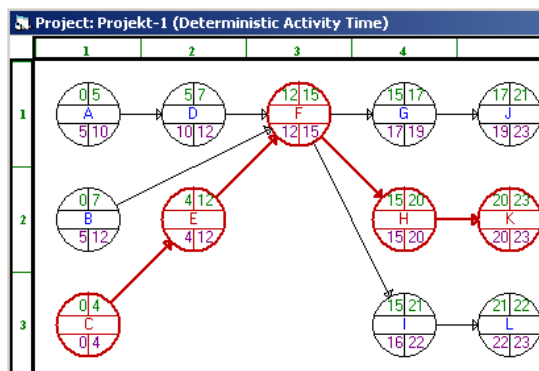 Project: Projekt-1 (Deterministic Activity Time)
1 2 3 4
1
0 5 5 7 12 15 15 17 17 21
A D F G J
5 10 10 12 12 15 17 19 19 23
2
0 7 4 12 15 20 20 23
B E H K
5 12 4 12 15 20 20 23
3
0 4 15 21 21 22
C I L
0 4 16 22 22 23